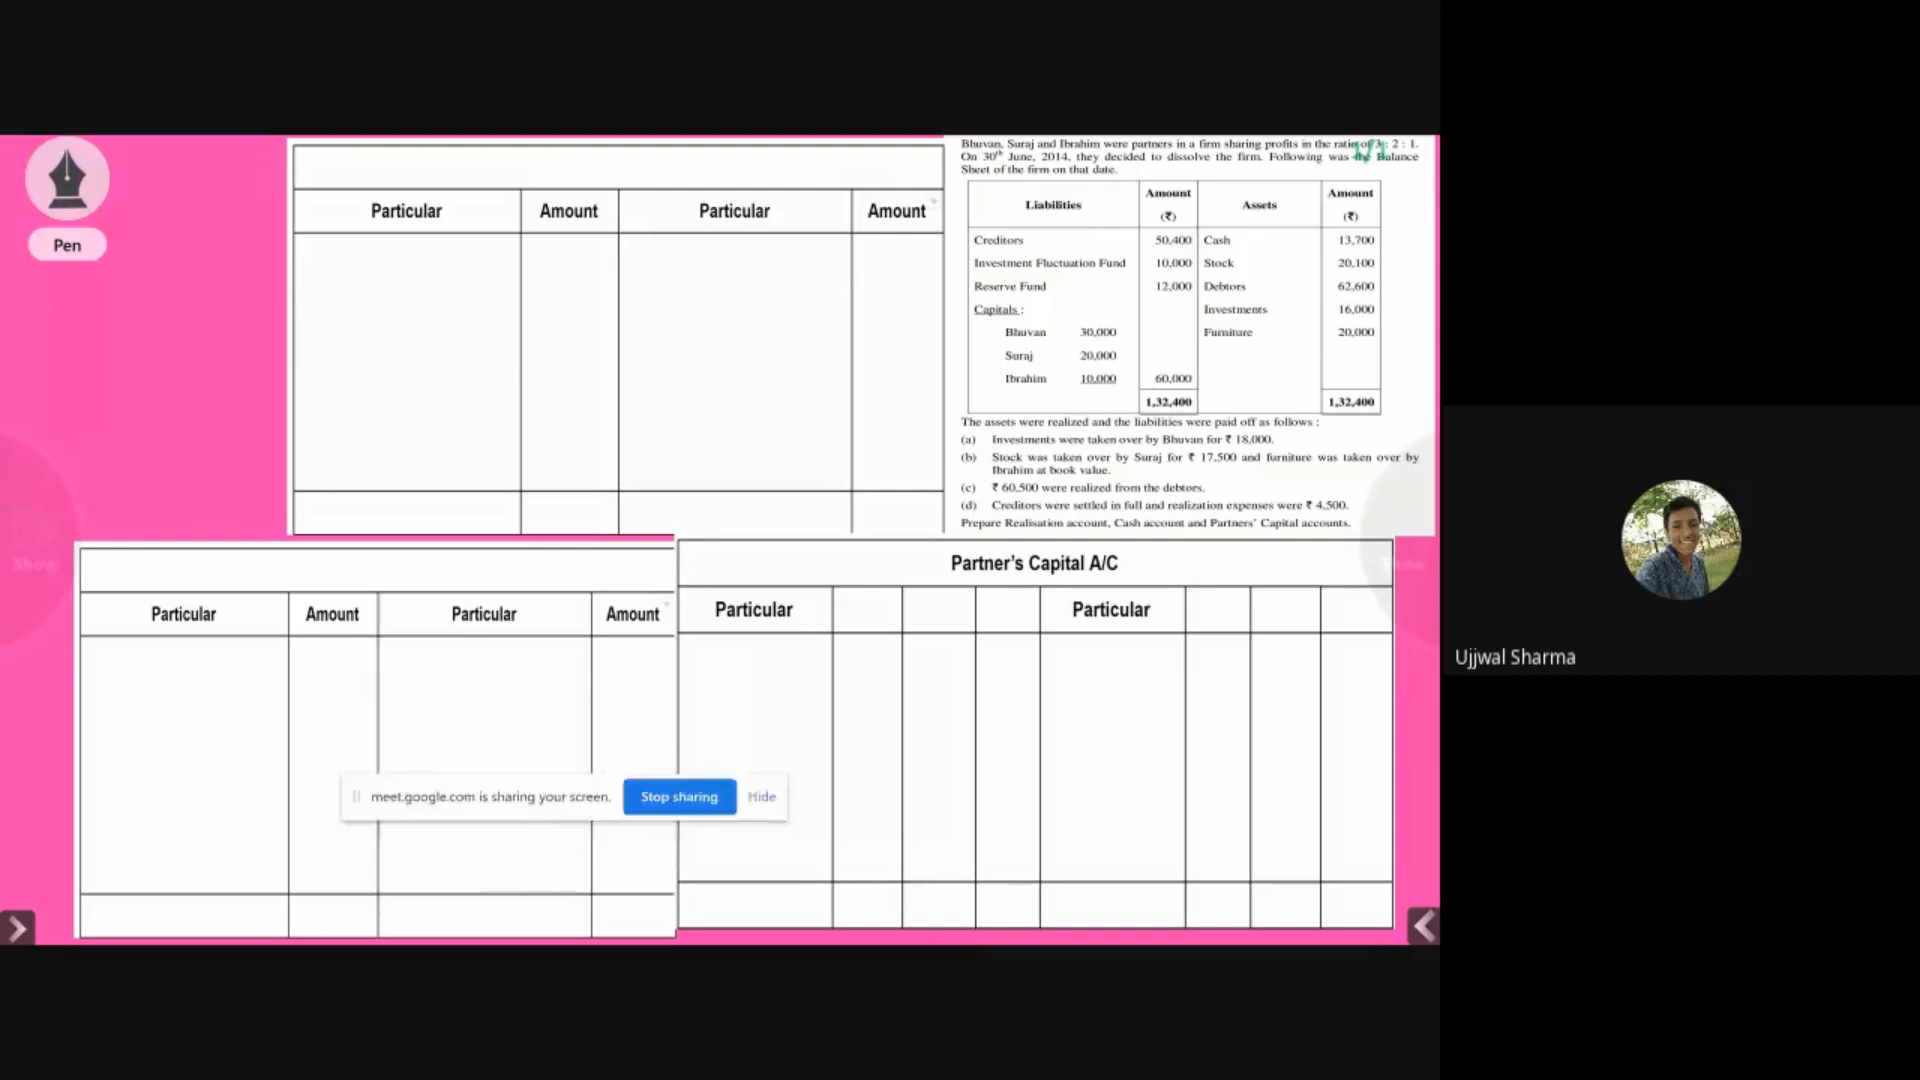 Pen
Particular Amount Particular Amount
Bhuvan, Suraj and Ibrahim were partners in a firm sharing profits in the ratio of 3 : 2 : 1.
On 30th June, 2014, they decided to dissolve the firm. Following was the Balance
Sheet of the firm on that date.
1/1
Liabilities Amount (₹) Assets Amount (₹)
Creditors 50,400 Cash 13,700
Investment Fluctuation Fund 10,000 Stock 20,100
Reserve Fund 12,000 Debtors 62,600
Capitals : Investments 16,000
Bhuvan 30,000 Furniture 20,000
Suraj 20,000
Ibrahim 10,000 60,000
1,32,400 1,32,400
The assets were realized and the liabilities were paid off as follows :
(a) Investments were taken over by Bhuvan for ₹ 18,000.
(b) Stock was taken over by Suraj for ₹ 17,500 and furniture was taken over by
Ibrahim at book value.
(c) ₹ 60,500 were realized from the debtors.
(d) Creditors were settled in full and realization expenses were ₹ 4,500.
Prepare Realisation account, Cash account and Partners' Capital accounts.
Show
Particular Amount Particular Amount
Partner's Capital A/C
Particular Particular
meet.google.com is sharing your screen. Stop sharing Hide
Ujjwal Sharma